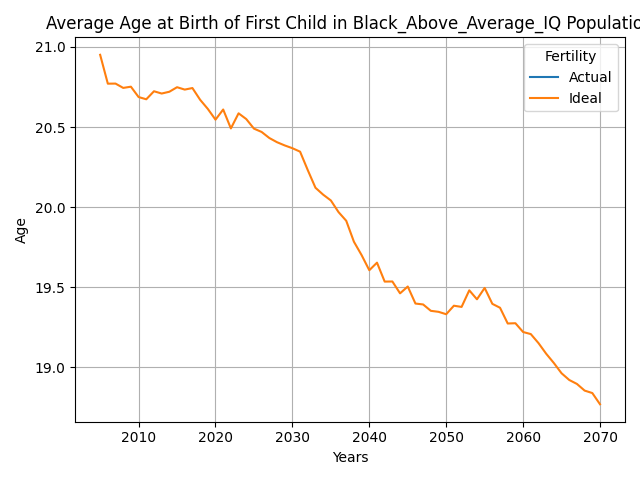 Average Age at Birth of First Child in Black_Above_Average_IQ Populatio
Fertility
Actual
Ideal
21.0
20.5
20.0
19.5
19.0
Age
2010 2020 2030 2040 2050 2060 2070
Years